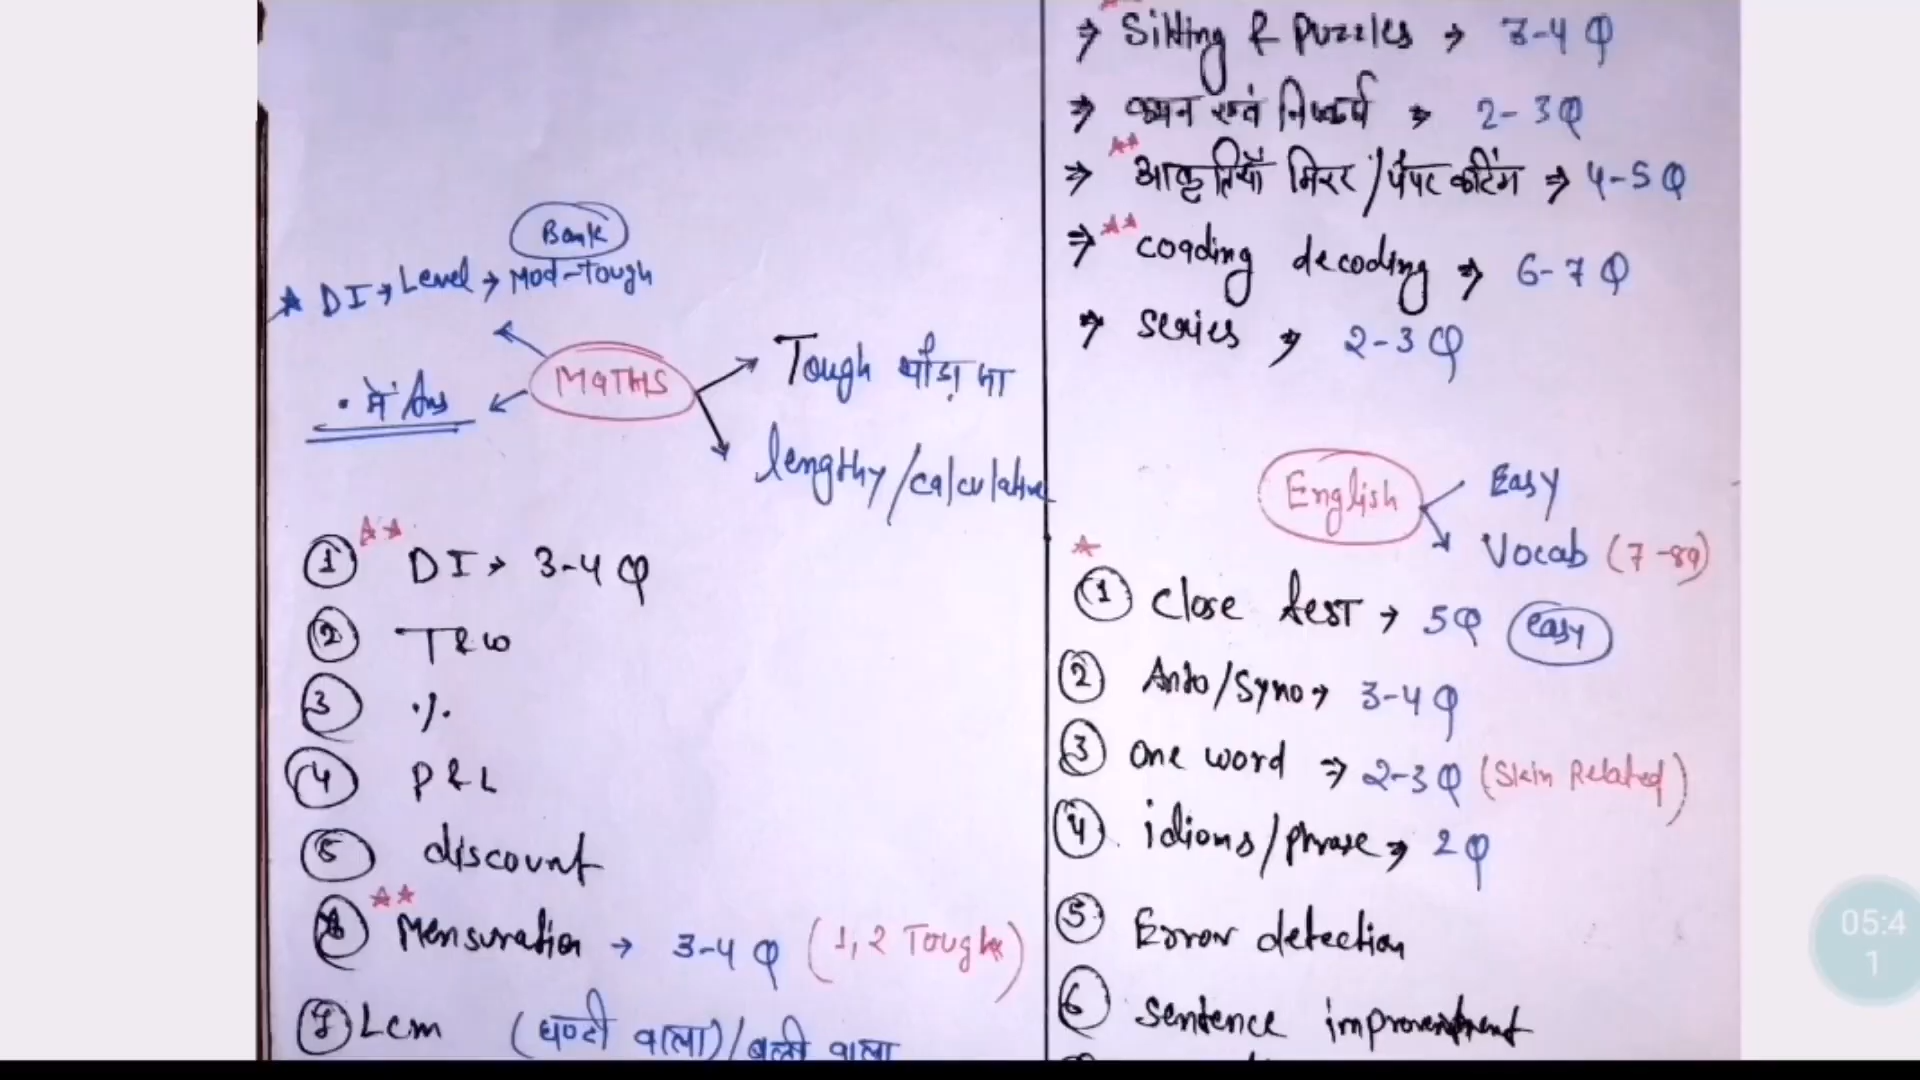 Bank
★ DI → Level → Mod-Tough
MATHS
Tough थोड़ा सा
• में Ans
lengthy/calculative
① DI → 3-4 Q
② T&W
③ %
④ P&L
⑤ discount
Mensuration → 3-4 Q (1, 2 Tough)
⑦ Lcm (घण्टी वाला)/बत्ती वाला
⇒ Sitting & Puzzles → 3-4 Q
⇒ कथन एवं निष्कर्ष ⇒ 2-3Q
⇒ आकृतियाँ मिरर/पेपर कटिंग ⇒ 4-5 Q
⇒ Coading decoding ⇒ 6-7 Q
⇒ Series ⇒ 2-3 Q
English
Easy
Vocab (7-8Q)
① Close test → 5Q easy
② Anto/Syno → 3-4 Q
③ One word ⇒ 2-3 Q (Skin Related)
④ idioms/phrase ⇒ 2 Q
⑤ Error detection
⑥ Sentence improvement
05:4
1